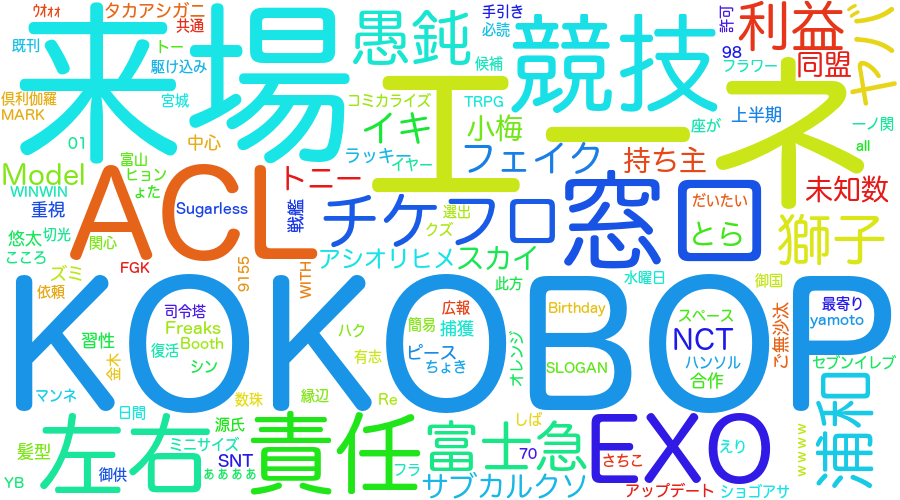 ｳｵｫｫ
タカアシガニ
共通
既刊
トー
駆け込み
倶利伽羅
宮城
MARK
01
中心
来場
愚鈍
手引き
必読
候補
競技
許可
98
利益
フラワー
同盟
ヤバ
コミカライズ
TRPG
イキ
小梅
エーネ
座が
上半期
一ノ関
all
ラッキー
イヤー
フェイク
持ち主
未知数
Model
富山
ヒョン
WINWIN
ょた
重視
悠太
切光
関心
こころ
ズミ
FGK
依頼
ACL
トニー
Sugarless
戦艦
チケフロ
選出
クズ
窓口
だいたい
とら
獅子
アシオリヒメ
スカイ
9155
WITH
此方
水曜日
御国
KOKOBOP
司令塔
Freaks
Booth
復活
シン
習性
金木
ハク
有志
広報
簡易
捕獲
ピース
ちょき
オレンジ
Birthday
SLOGAN
スペース
NCT
ハンソル
合作
ご無沙汰
最寄り
yamoto
セブンイレブ
マンネ
日間
数珠
縁辺
Re
左右
源氏
ミニサイズ
髪型
YB
御供
SNT
ぁぁぁぁ
責任
フラ
富士急
しば
70
サブカルクソ
EXO
さちこ
えり
アップデート
ショゴアサ
ｗｗｗ
浦和